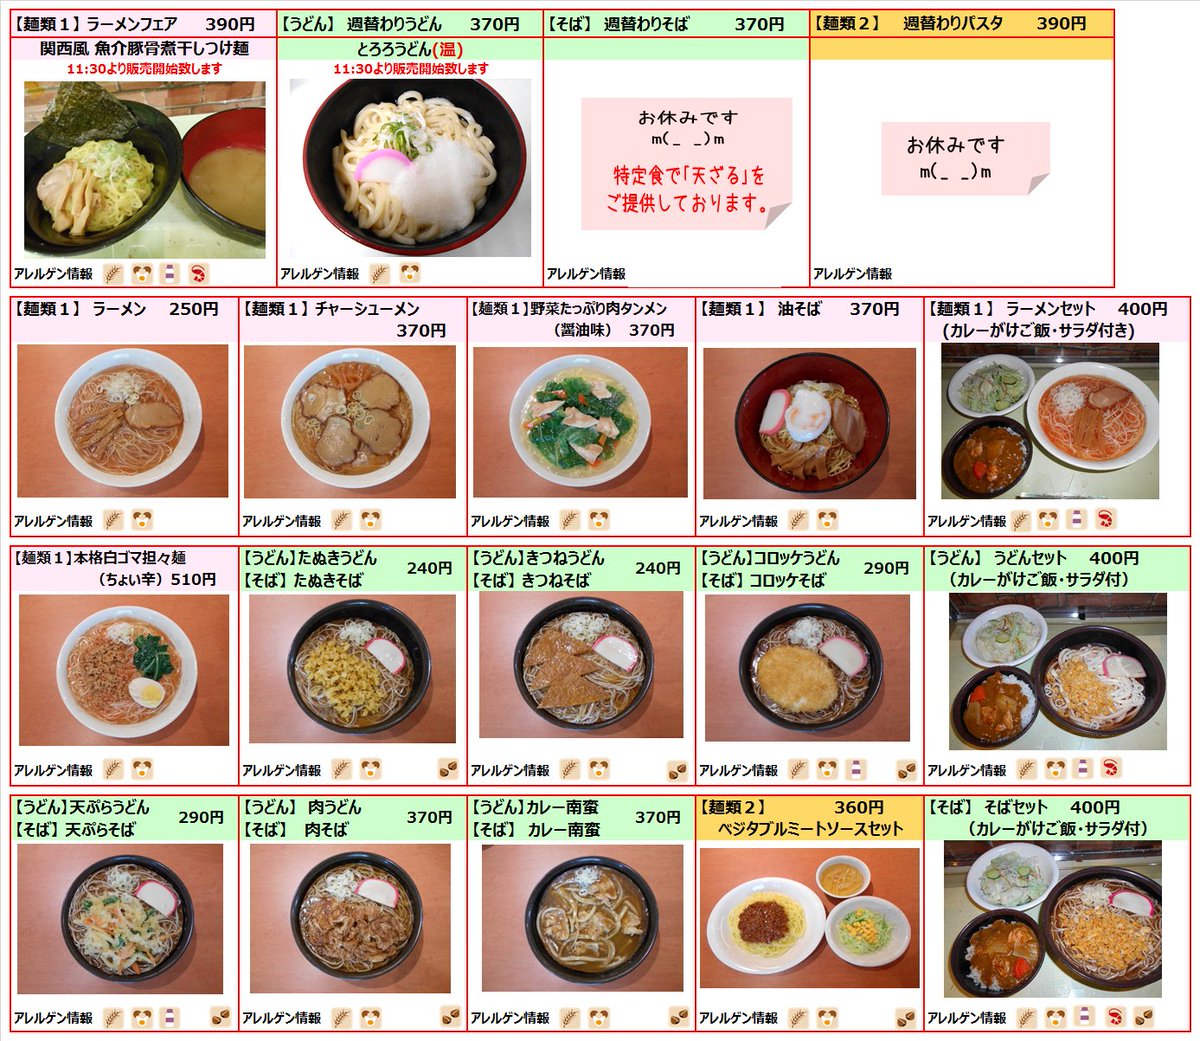 【麺類１】 ラーメンフェア 390円
関西風 魚介豚骨煮干しつけ麺
11:30より販売開始致します
アレルゲン情報
【うどん】 週替わりうどん 370円
とろろうどん(温)
11:30より販売開始致します
アレルゲン情報
【そば】 週替わりそば 370円
お休みです
m(_ _)m
特定食で「天ざる」を
ご提供しております。
アレルゲン情報
【麺類２】 週替わりパスタ 390円
お休みです
m(_ _)m
アレルゲン情報
【麺類１】 ラーメン 250円
アレルゲン情報
【麺類１】 チャーシューメン
370円
アレルゲン情報
【麺類１】野菜たっぷり肉タンメン
（醤油味） 370円
アレルゲン情報
【麺類１】 油そば 370円
アレルゲン情報
【麺類１】 ラーメンセット 400円
(カレーがけご飯・サラダ付き)
アレルゲン情報
【麺類１】本格白ゴマ担々麺
（ちょい辛）510円
アレルゲン情報
【うどん】たぬきうどん
【そば】 たぬきそば 240円
アレルゲン情報
【うどん】きつねうどん
【そば】 きつねそば 240円
アレルゲン情報
【うどん】コロッケうどん
【そば】 コロッケそば 290円
アレルゲン情報
【うどん】 うどんセット 400円
（カレーがけご飯・サラダ付）
アレルゲン情報
【うどん】天ぷらうどん
【そば】 天ぷらそば 290円
アレルゲン情報
【うどん】 肉うどん
【そば】 肉そば 370円
アレルゲン情報
【うどん】カレー南蛮
【そば】 カレー南蛮 370円
アレルゲン情報
【麺類２】 360円
ベジタブルミートソースセット
アレルゲン情報
【そば】 そばセット 400円
（カレーがけご飯・サラダ付）
アレルゲン情報